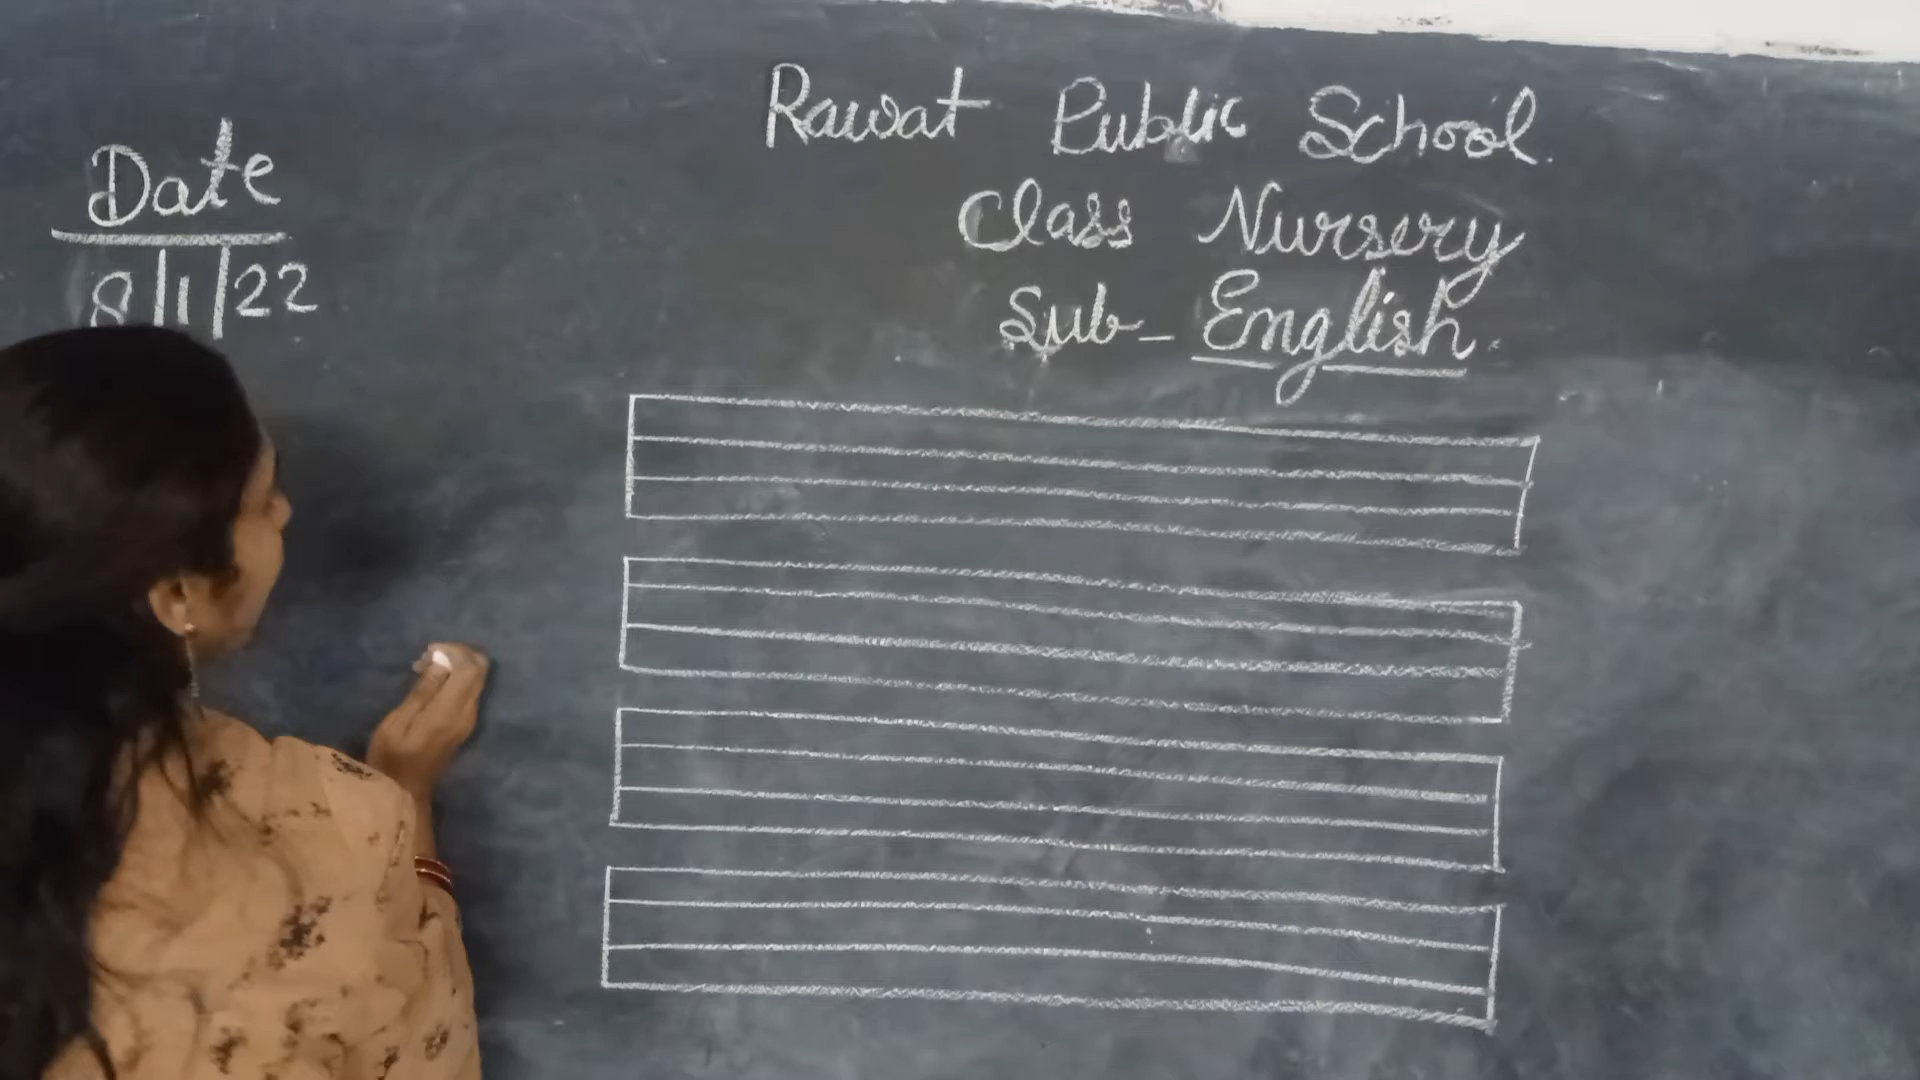 Rawat Public School.
Class Nursery
Sub - English.
Date
8/1/22